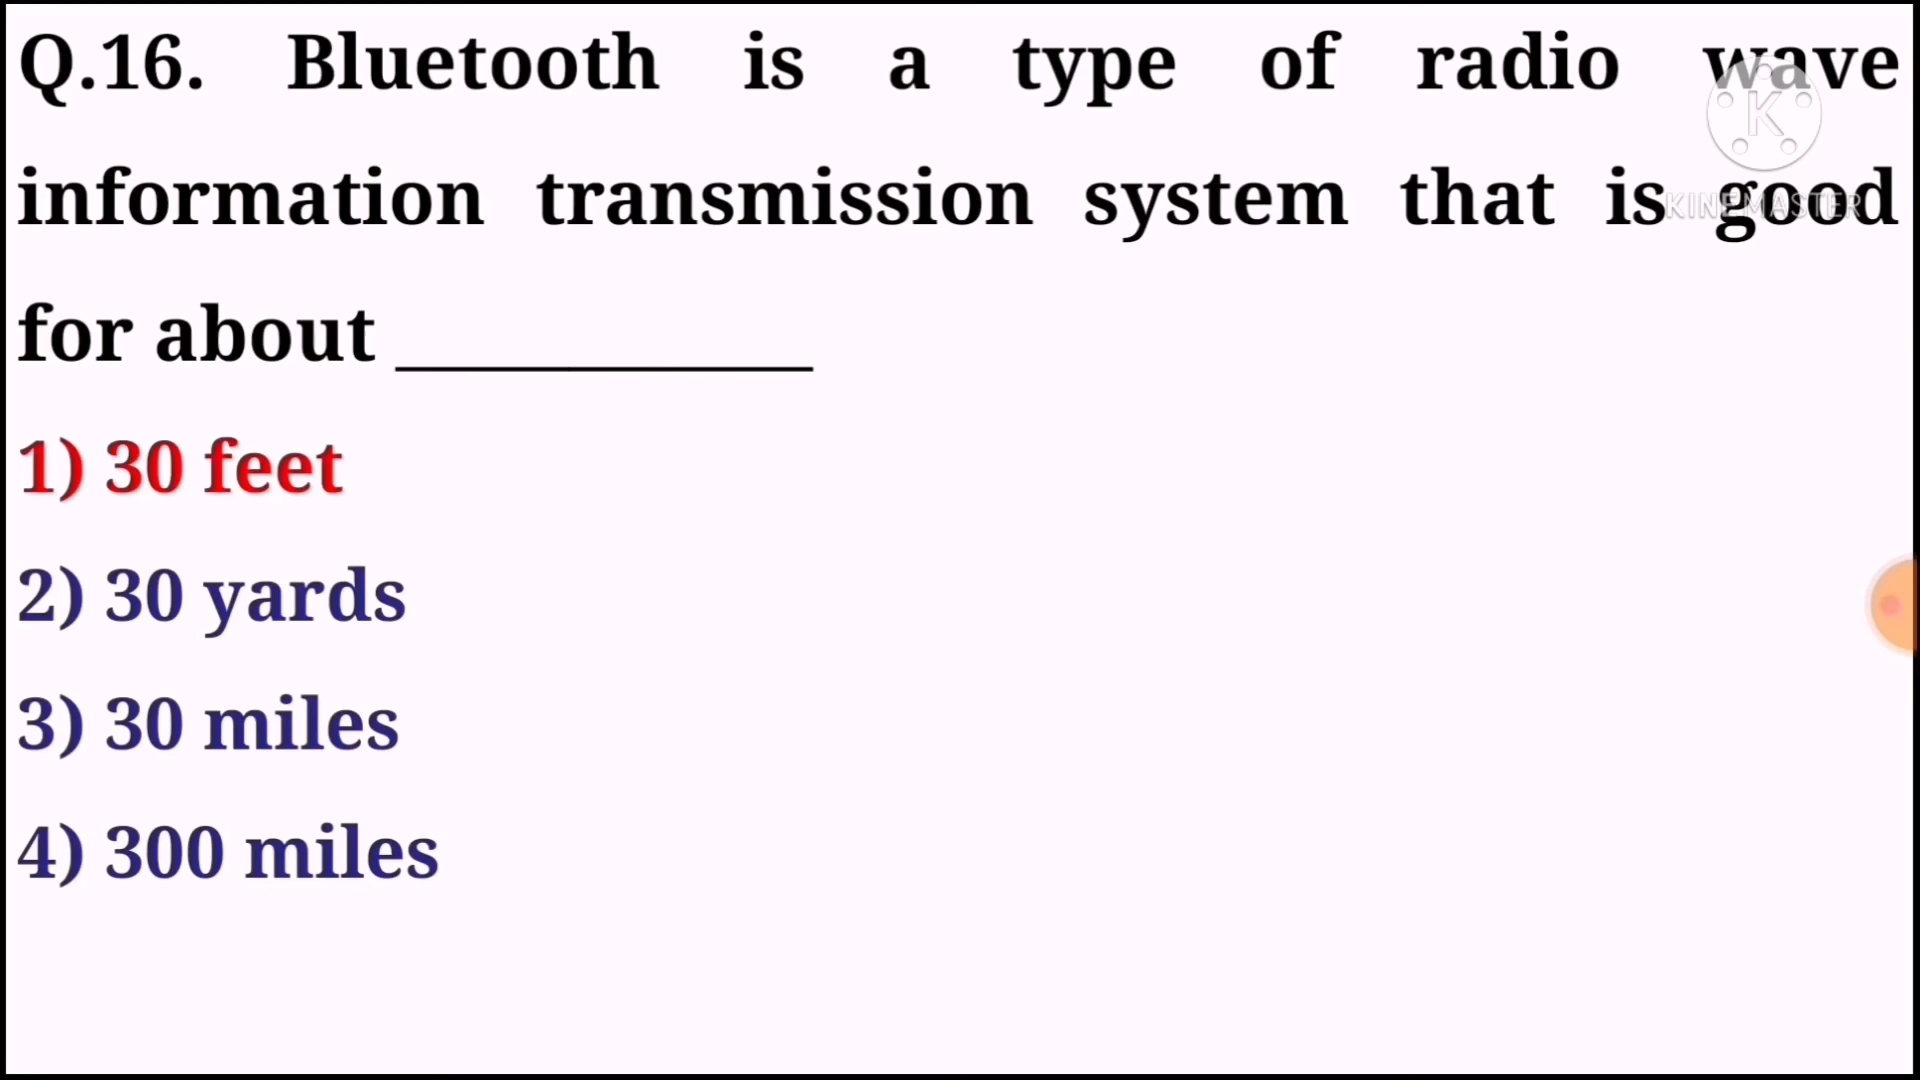 Q.16. Bluetooth is a type of radio wave
information transmission system that is good
for about ______________
1) 30 feet
2) 30 yards
3) 30 miles
4) 300 miles
K
KINEMASTER